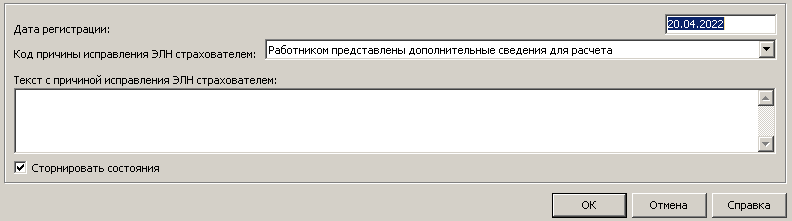 Дата регистрации:
20.04.2022
Код причины исправления ЭЛН страхователем:
Работником представлены дополнительные сведения для расчета
Текст с причиной исправления ЭЛН страхователем:
Сторнировать состояния
ОК
Отмена
Справка